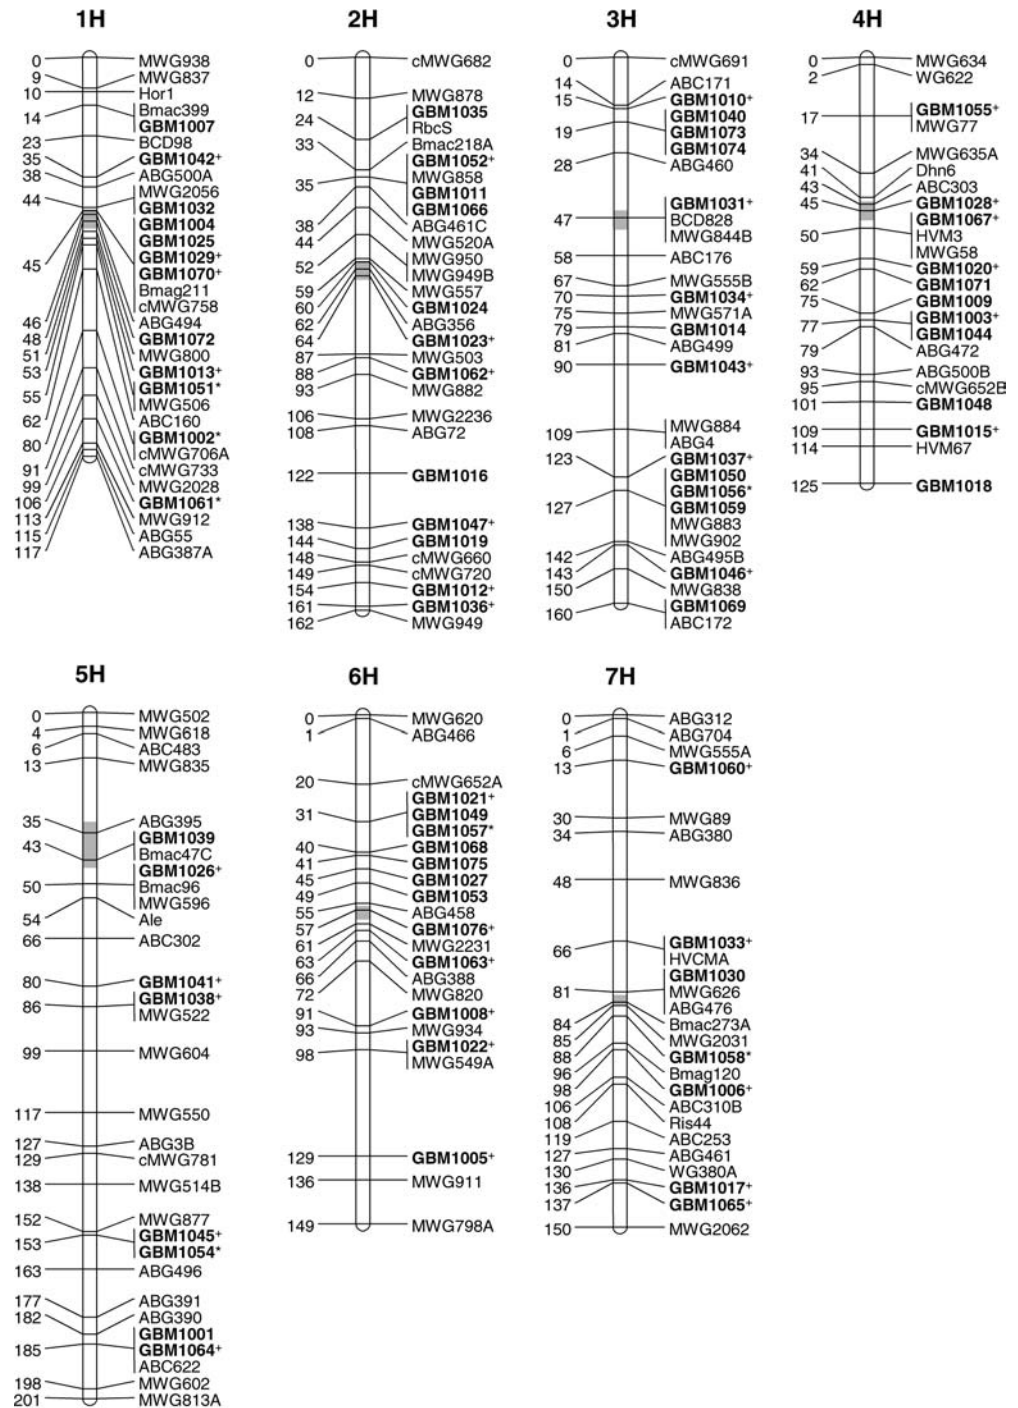 1H
0 MWG938
9 MWG837
10 Hor1
14 Bmac399
GBM1007
23 BCD98
35 GBM1042+
38 ABG500A
44 MWG2056
GBM1032
45 GBM1004
GBM1025
GBM1029+
GBM1070+
Bmag211
cMWG758
46 ABG494
48 GBM1072
51 MWG800
53 GBM1013+
55 GBM1051*
MWG506
62 ABC160
80 GBM1002*
cMWG706A
91 cMWG733
99 MWG2028
106 GBM1061*
113 MWG912
115 ABG55
117 ABG387A
2H
0 cMWG682
12 MWG878
24 GBM1035
RbcS
33 Bmac218A
35 GBM1052+
MWG858
GBM1011
GBM1066
38 ABG461C
44 MWG520A
52 MWG950
MWG949B
59 MWG557
60 GBM1024
62 ABG356
64 GBM1023+
87 MWG503
88 GBM1062+
93 MWG882
106 MWG2236
108 ABG72
122 GBM1016
138 GBM1047+
144 GBM1019
148 cMWG660
149 cMWG720
154 GBM1012+
161 GBM1036+
162 MWG949
3H
0 cMWG691
14 ABC171
15 GBM1010+
19 GBM1040
GBM1073
GBM1074
28 ABG460
47 GBM1031+
BCD828
MWG844B
58 ABC176
67 MWG555B
70 GBM1034+
75 MWG571A
79 GBM1014
81 ABG499
90 GBM1043+
109 MWG884
ABG4
123 GBM1037+
127 GBM1050
GBM1056*
GBM1059
MWG883
MWG902
142 ABG495B
143 GBM1046+
150 MWG838
160 GBM1069
ABC172
4H
0 MWG634
2 WG622
17 GBM1055+
MWG77
34 MWG635A
41 Dhn6
43 ABC303
45 GBM1028+
50 GBM1067+
HVM3
MWG58
59 GBM1020+
62 GBM1071
75 GBM1009
77 GBM1003+
GBM1044
79 ABG472
93 ABG500B
95 cMWG652B
101 GBM1048
109 GBM1015+
114 HVM67
125 GBM1018
5H
0 MWG502
4 MWG618
6 ABC483
13 MWG835
35 ABG395
43 GBM1039
Bmac47C
50 GBM1026+
Bmac96
MWG596
54 Ale
66 ABC302
80 GBM1041+
86 GBM1038+
MWG522
99 MWG604
117 MWG550
127 ABG3B
129 cMWG781
138 MWG514B
152 MWG877
153 GBM1045+
GBM1054*
163 ABG496
177 ABG391
182 ABG390
185 GBM1001
GBM1064+
ABC622
198 MWG602
201 MWG813A
6H
0 MWG620
1 ABG466
20 cMWG652A
31 GBM1021+
GBM1049
GBM1057*
40 GBM1068
41 GBM1075
45 GBM1027
49 GBM1053
55 ABG458
57 GBM1076+
61 MWG2231
63 GBM1063+
66 ABG388
72 MWG820
91 GBM1008+
93 MWG934
98 GBM1022+
MWG549A
129 GBM1005+
136 MWG911
149 MWG798A
7H
0 ABG312
1 ABG704
6 MWG555A
13 GBM1060+
30 MWG89
34 ABG380
48 MWG836
66 GBM1033+
HVCMA
81 GBM1030
MWG626
ABG476
84 Bmac273A
85 MWG2031
88 GBM1058*
96 Bmag120
98 GBM1006+
106 ABC310B
108 Ris44
119 ABC253
127 ABG461
130 WG380A
136 GBM1017+
137 GBM1065+
150 MWG2062